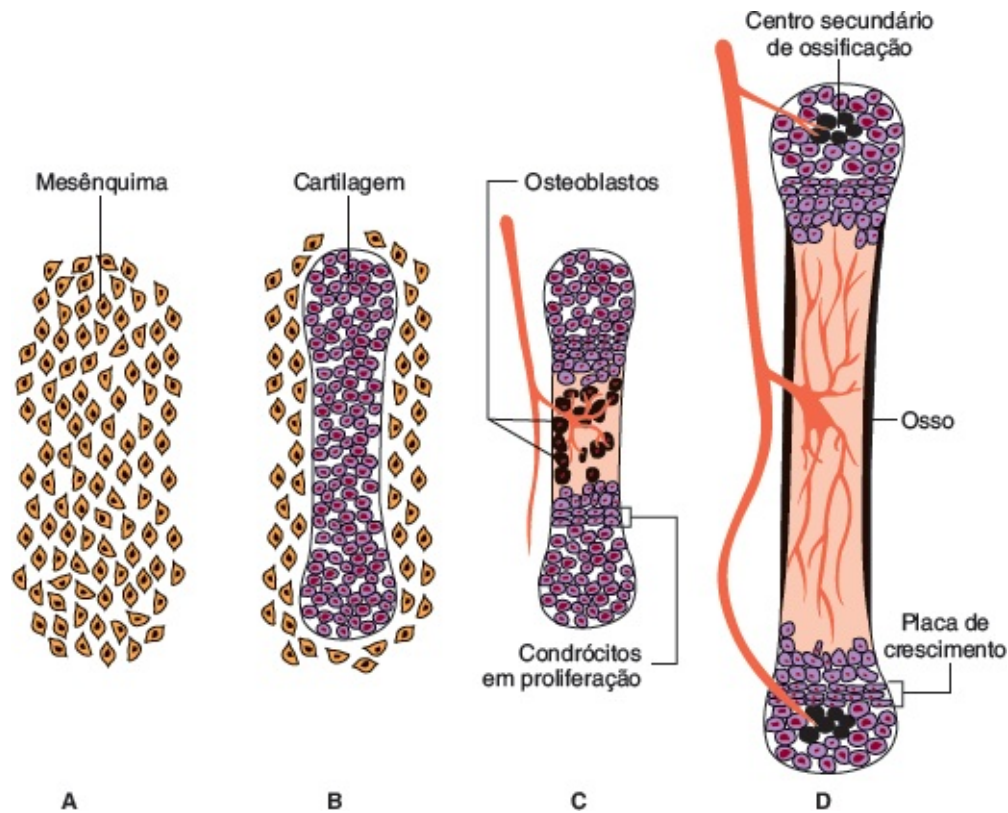 Centro secundário
de ossificação
Mesênquima
Cartilagem
Osteoblastos
Osso
Placa de
crescimento
Condrócitos
em proliferação
A
B
C
D